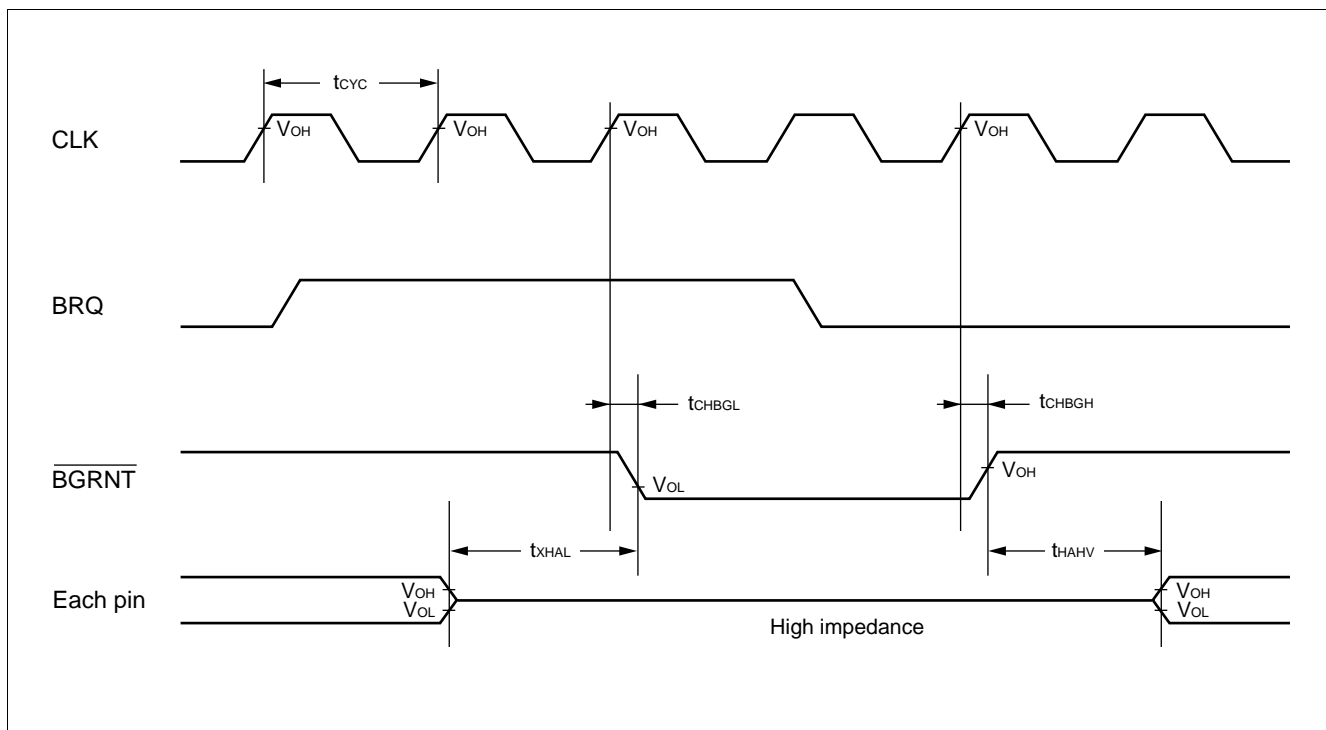 tCYC
CLK
VOH VOH VOH VOH
BRQ
tCHBGL tCHBGH
BGRNT
VOL VOH
tXHAL tHAHV
Each pin
VOH VOH
VOL VOL
High impedance